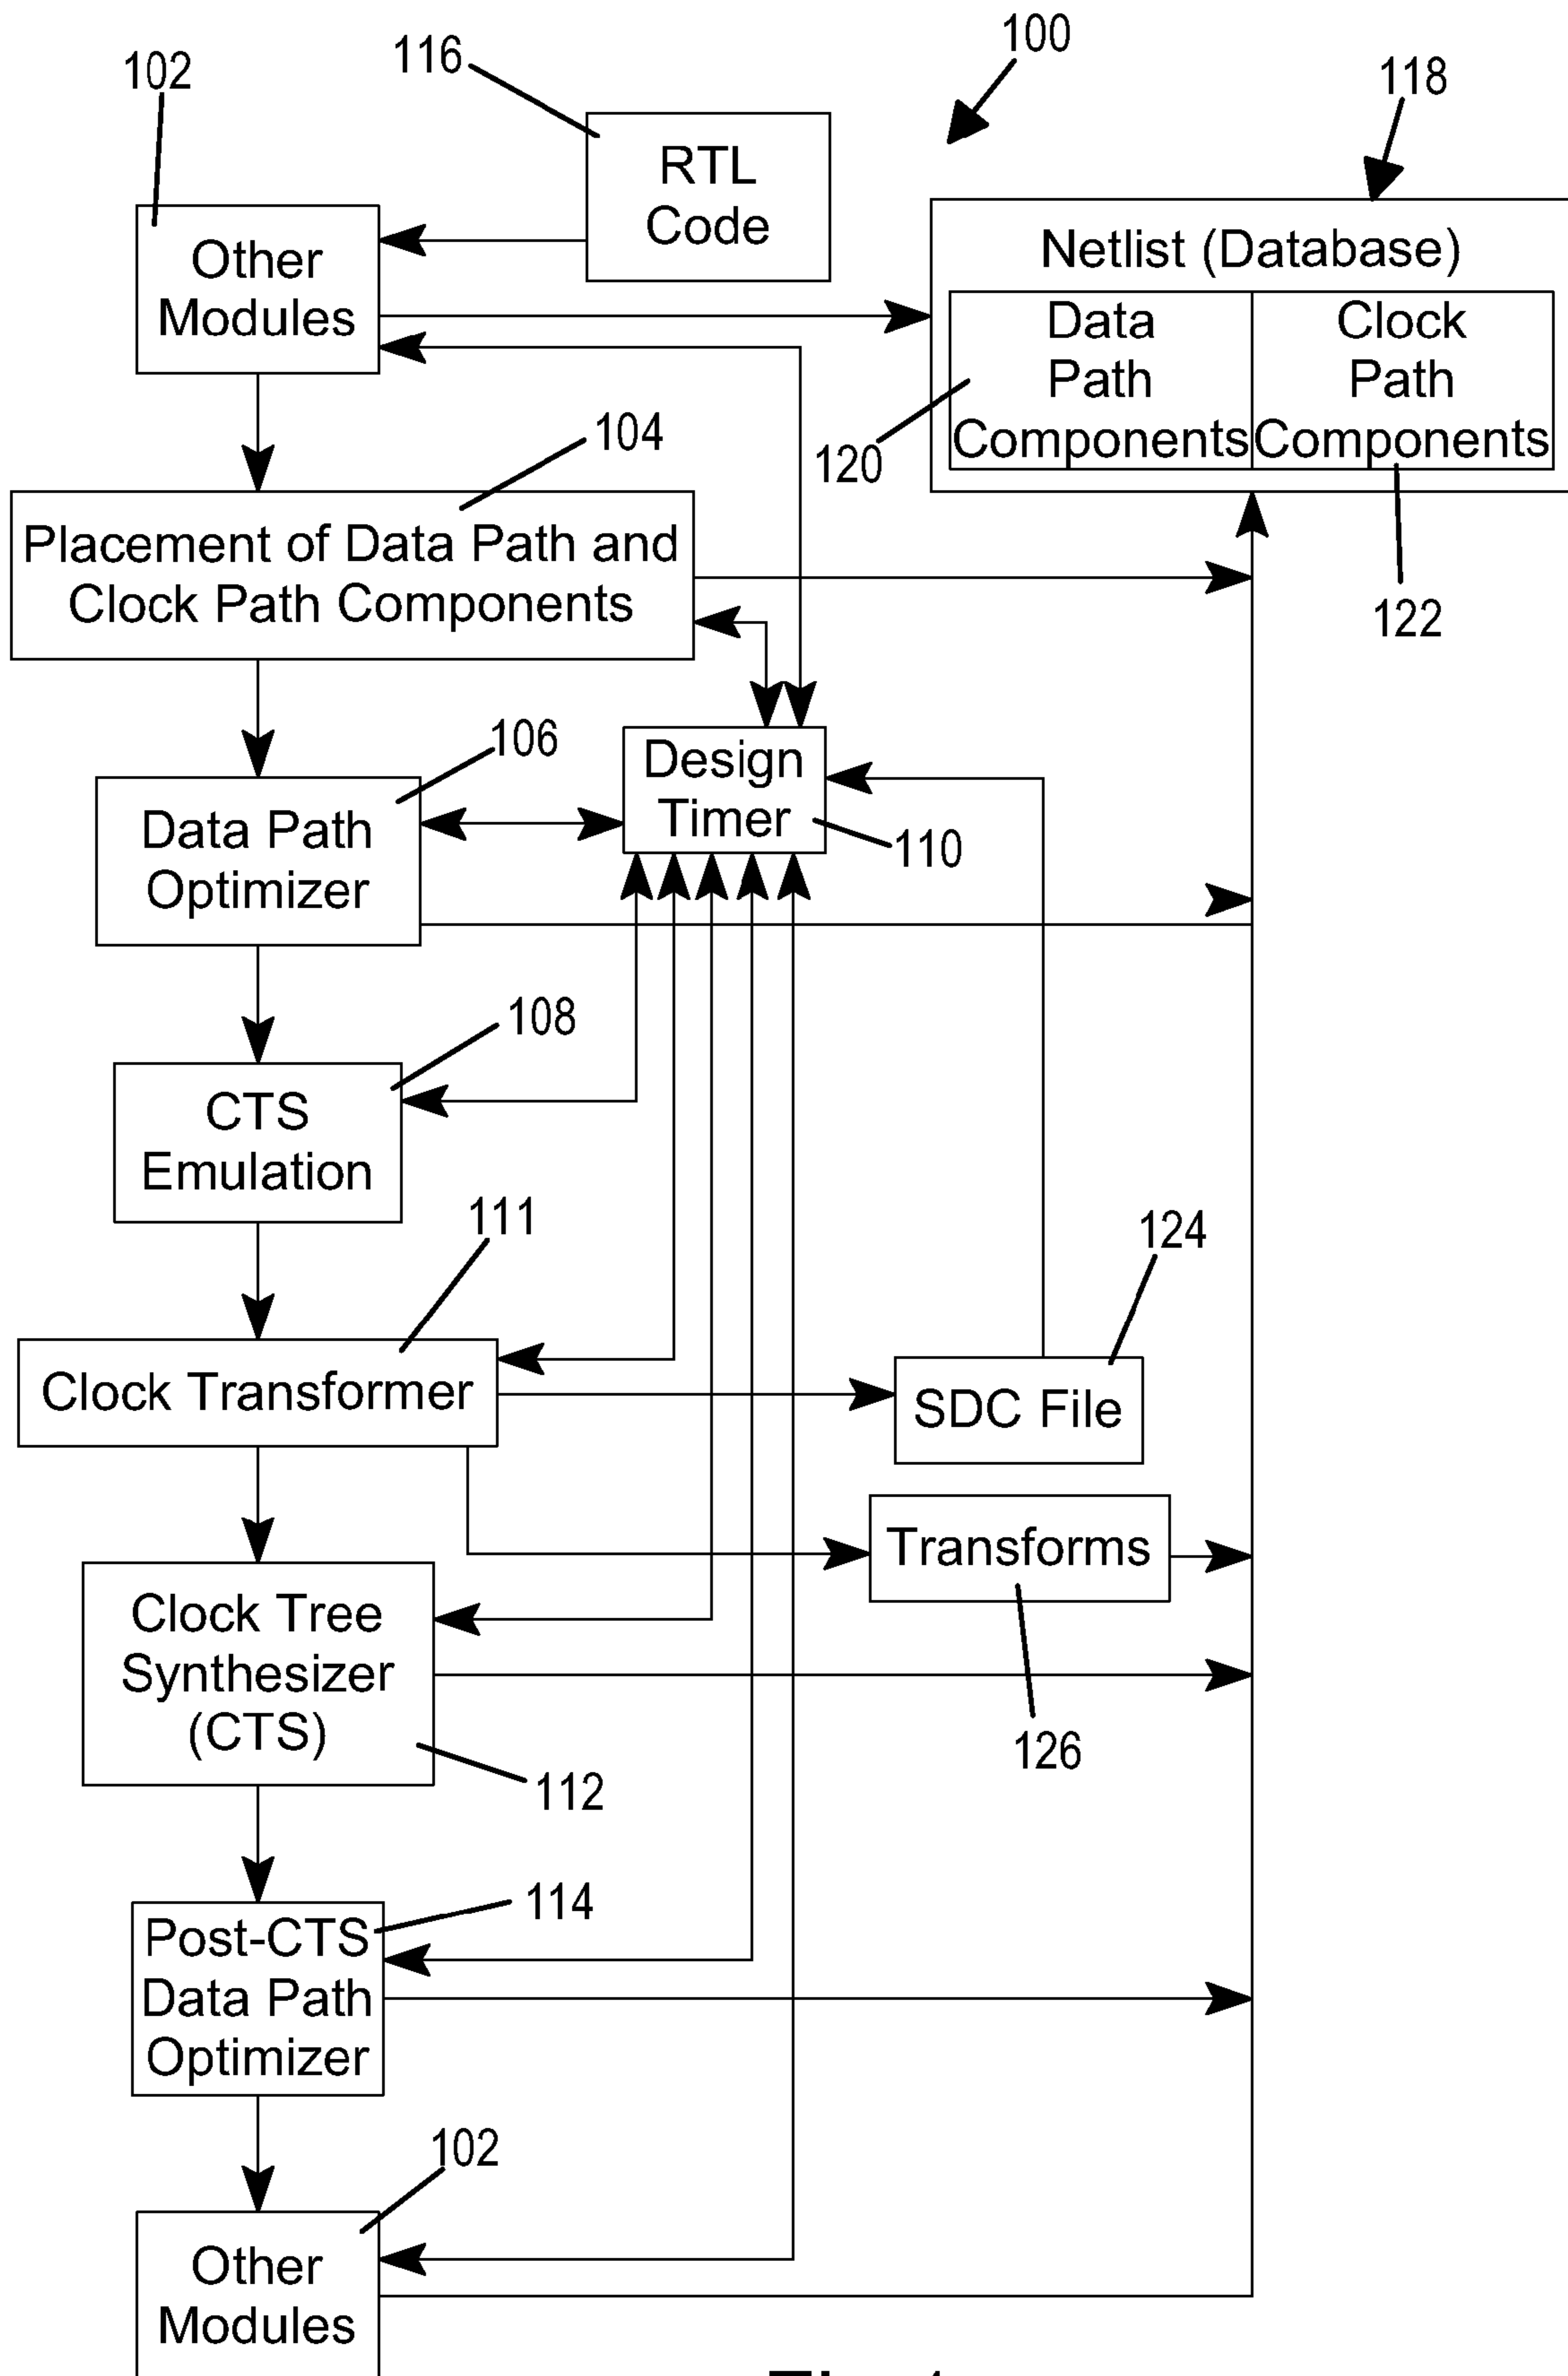 100
116
102
118
RTL
Code
Other
Modules
Netlist (Database)
Data
Path
Components
Clock
Path
Components
104
120
122
Placement of Data Path and
Clock Path Components
106
Design
Timer
110
Data Path
Optimizer
108
CTS
Emulation
111
124
Clock Transformer
SDC File
Transforms
126
Clock Tree
Synthesizer
(CTS)
112
114
Post-CTS
Data Path
Optimizer
102
Other
Modules